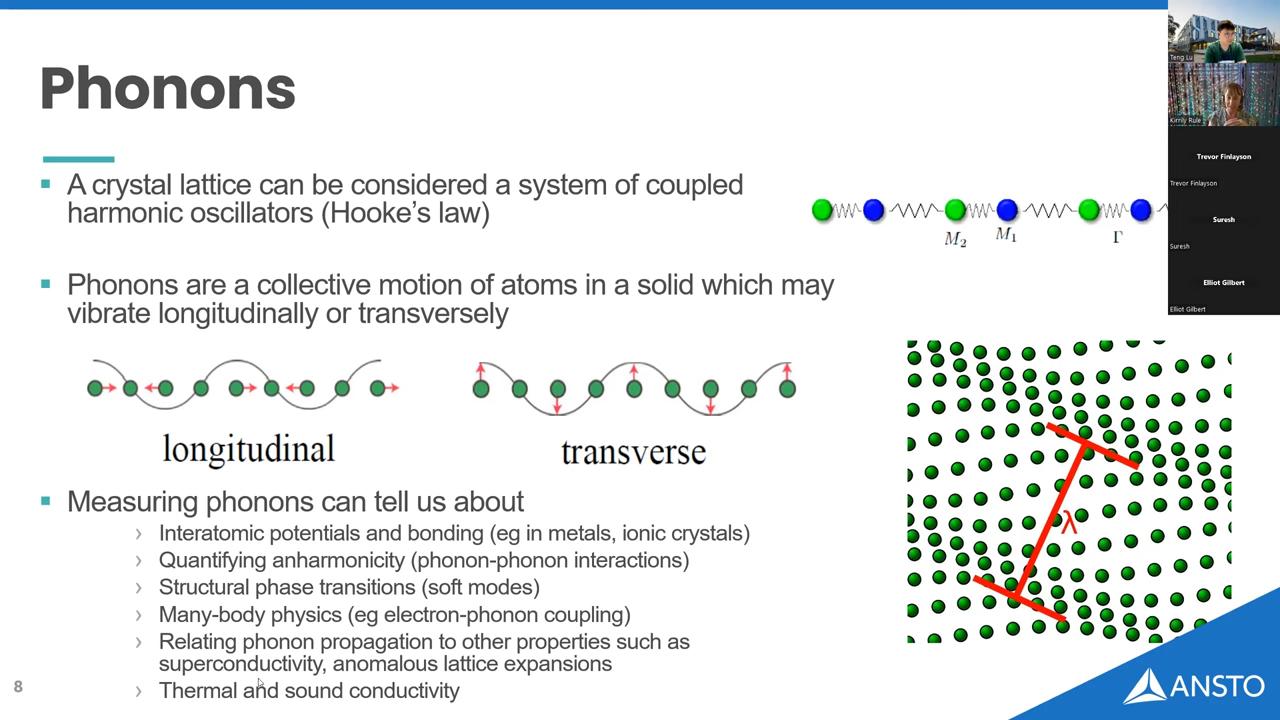 Phonons
▪ A crystal lattice can be considered a system of coupled
harmonic oscillators (Hooke's law)
M₂
M₁
Γ
▪ Phonons are a collective motion of atoms in a solid which may
vibrate longitudinally or transversely
longitudinal
transverse
λ
▪ Measuring phonons can tell us about
› Interatomic potentials and bonding (eg in metals, ionic crystals)
› Quantifying anharmonicity (phonon-phonon interactions)
› Structural phase transitions (soft modes)
› Many-body physics (eg electron-phonon coupling)
› Relating phonon propagation to other properties such as
superconductivity, anomalous lattice expansions
› Thermal and sound conductivity
8
ANSTO
Teng Lu
Kirrily Rule
Trevor Finlayson
Trevor Finlayson
Suresh
Suresh
Elliot Gilbert
Elliot Gilbert